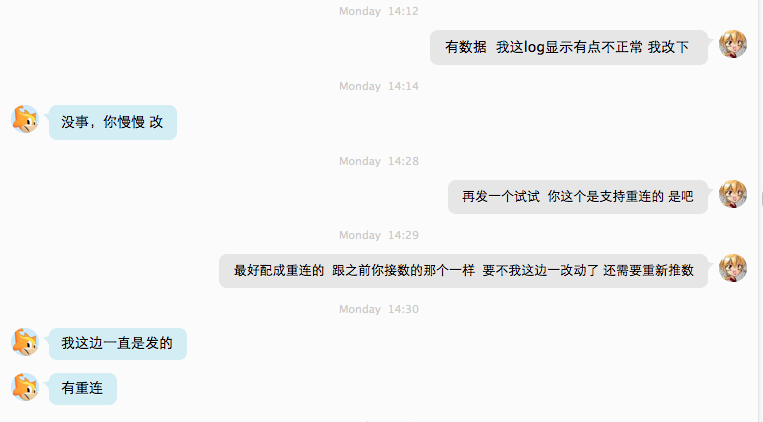 Monday 14:12
有数据 我这log显示有点不正常 我改下
Monday 14:14
没事，你慢慢 改
Monday 14:28
再发一个试试 你这个是支持重连的 是吧
Monday 14:29
最好配成重连的 跟之前你接数的那个一样 要不我这边一改动了 还需要重新推数
Monday 14:30
我这边一直是发的
有重连